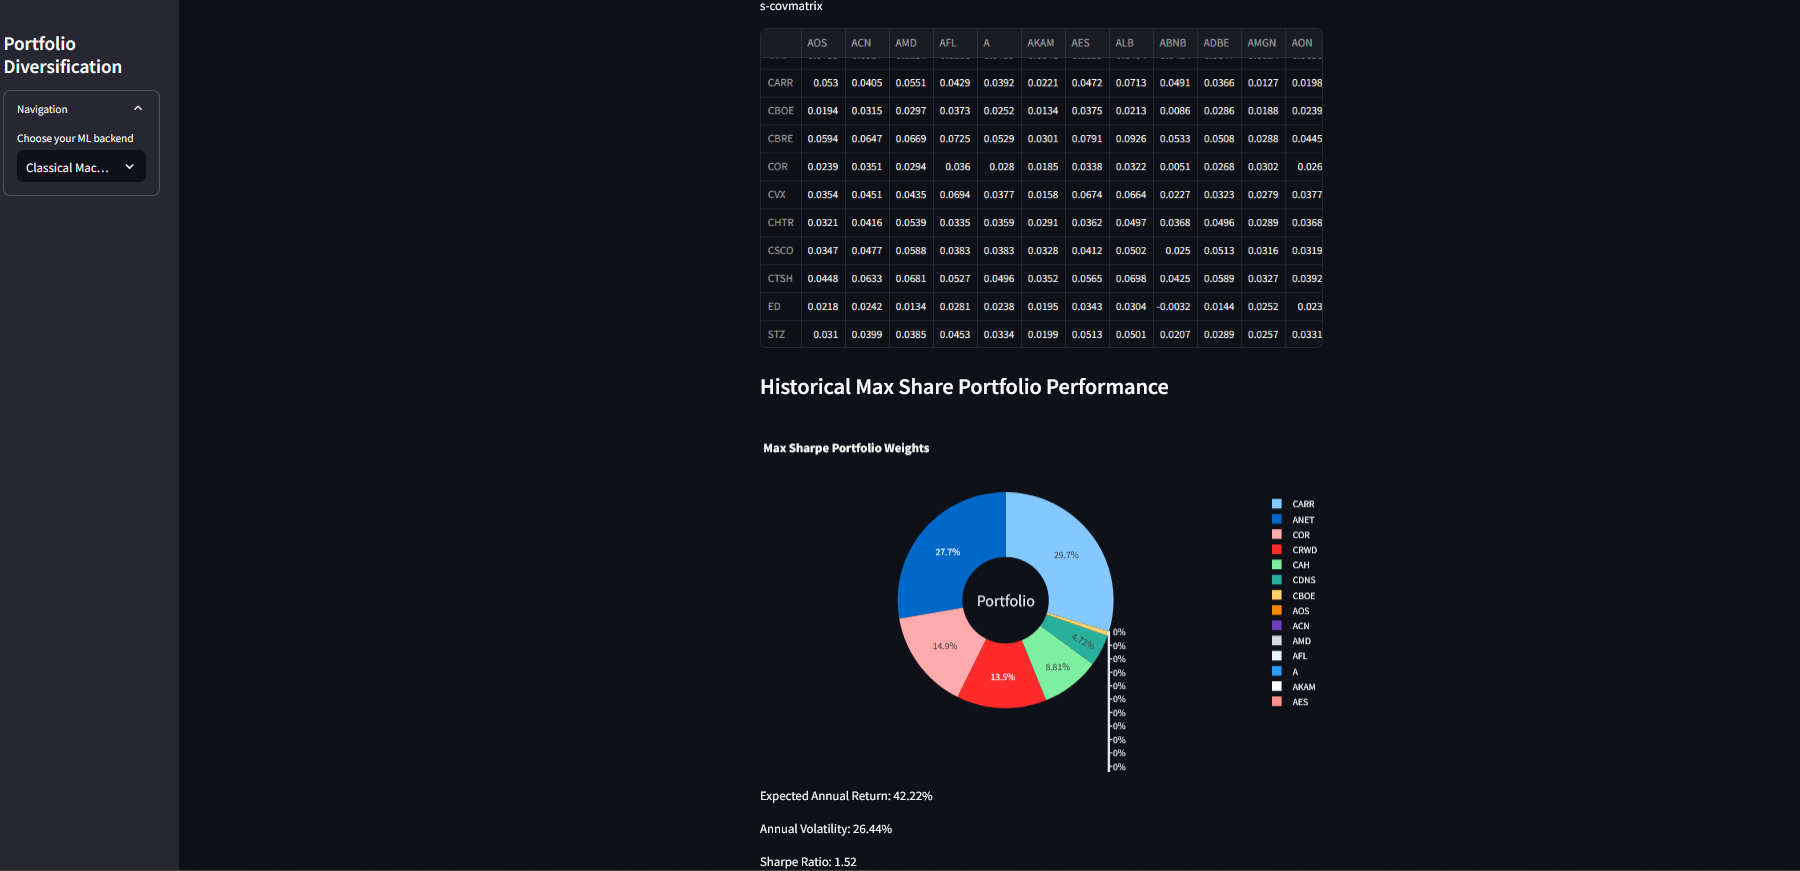 Portfolio
Diversification
Navigation
Choose your ML backend
Classical Mac...
s-covmatrix
AOS ACN AMD AFL A AKAM AES ALB ABNB ADBE AMGN AON
CARR 0.053 0.0405 0.0551 0.0429 0.0392 0.0221 0.0472 0.0713 0.0491 0.0366 0.0127 0.0198
CBOE 0.0194 0.0315 0.0297 0.0373 0.0252 0.0134 0.0375 0.0213 0.0086 0.0286 0.0188 0.0239
CBRE 0.0594 0.0647 0.0669 0.0725 0.0529 0.0301 0.0791 0.0926 0.0533 0.0508 0.0288 0.0445
COR 0.0239 0.0351 0.0294 0.036 0.028 0.0185 0.0338 0.0322 0.0051 0.0268 0.0302 0.026
CVX 0.0354 0.0451 0.0435 0.0694 0.0377 0.0158 0.0674 0.0664 0.0227 0.0323 0.0279 0.0377
CHTR 0.0321 0.0416 0.0539 0.0335 0.0359 0.0291 0.0362 0.0497 0.0368 0.0496 0.0289 0.0368
CSCO 0.0347 0.0477 0.0588 0.0383 0.0383 0.0328 0.0412 0.0502 0.025 0.0513 0.0316 0.0319
CTSH 0.0448 0.0633 0.0681 0.0527 0.0496 0.0352 0.0565 0.0698 0.0425 0.0589 0.0327 0.0392
ED 0.0218 0.0242 0.0134 0.0281 0.0238 0.0195 0.0343 0.0304 -0.0032 0.0144 0.0252 0.023
STZ 0.031 0.0399 0.0385 0.0453 0.0334 0.0199 0.0513 0.0501 0.0207 0.0289 0.0257 0.0331
Historical Max Share Portfolio Performance
Max Sharpe Portfolio Weights
27.7%
29.7%
Portfolio
14.9%
13.5%
8.81%
4.72%
0%
0%
0%
0%
0%
0%
0%
0%
0%
0%
0%
CARR
ANET
COR
CRWD
CAH
CDNS
CBOE
AOS
ACN
AMD
AFL
A
AKAM
AES
Expected Annual Return: 42.22%
Annual Volatility: 26.44%
Sharpe Ratio: 1.52